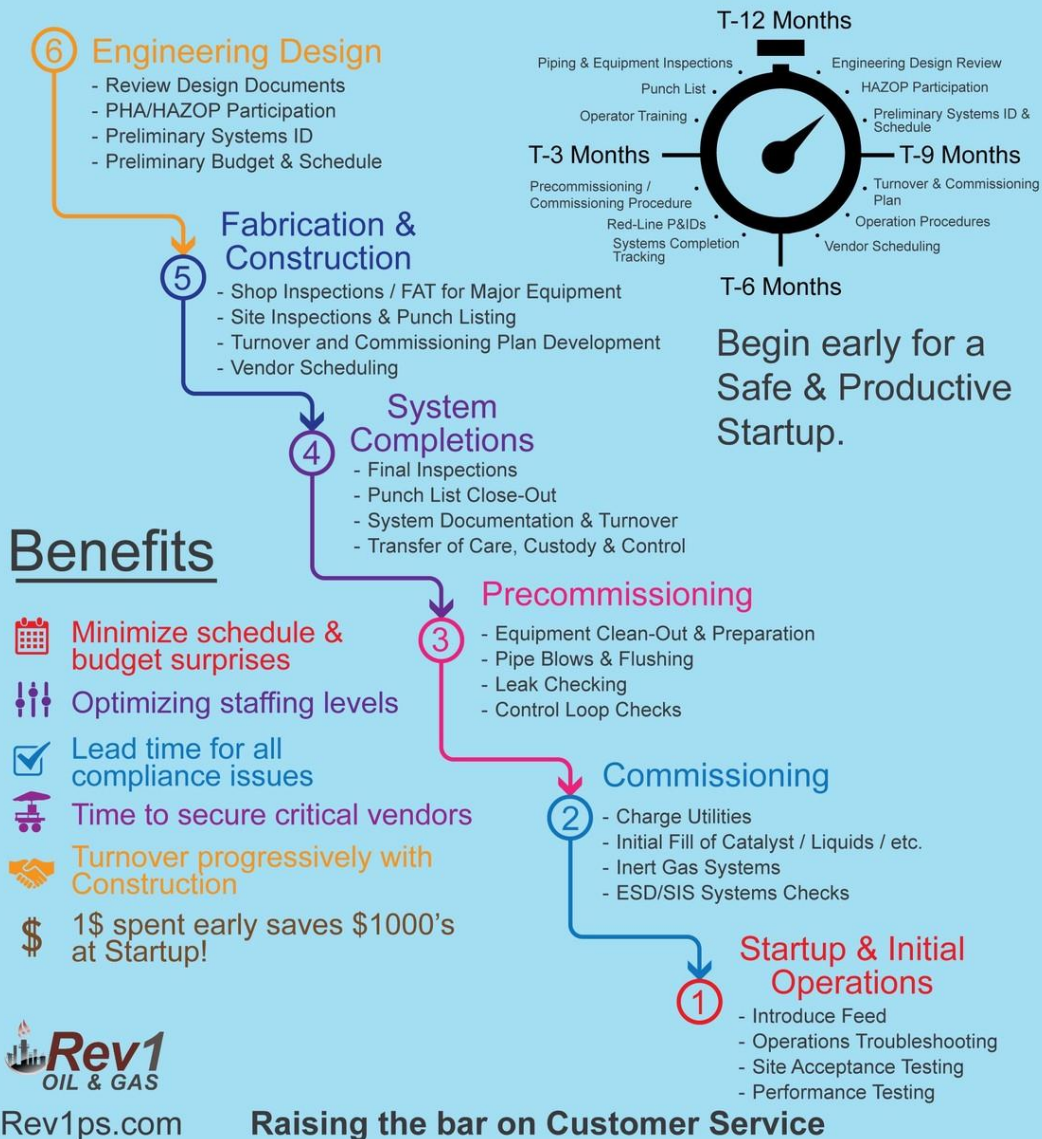 6 Engineering Design
- Review Design Documents
- PHA/HAZOP Participation
- Preliminary Systems ID
- Preliminary Budget & Schedule
T-12 Months
Engineering Design Review
HAZOP Participation
Preliminary Systems ID &
Schedule
T-9 Months
Turnover & Commissioning
Plan
Operation Procedures
Vendor Scheduling
T-6 Months
Systems Completion
Tracking
Red-Line P&IDs
Precommissioning /
Commissioning Procedure
T-3 Months
Operator Training
Punch List
Piping & Equipment Inspections
Begin early for a
Safe & Productive
Startup.
5 Fabrication &
Construction
- Shop Inspections / FAT for Major Equipment
- Site Inspections & Punch Listing
- Turnover and Commissioning Plan Development
- Vendor Scheduling
4 System
Completions
- Final Inspections
- Punch List Close-Out
- System Documentation & Turnover
- Transfer of Care, Custody & Control
3 Precommissioning
- Equipment Clean-Out & Preparation
- Pipe Blows & Flushing
- Leak Checking
- Control Loop Checks
2 Commissioning
- Charge Utilities
- Initial Fill of Catalyst / Liquids / etc.
- Inert Gas Systems
- ESD/SIS Systems Checks
1 Startup & Initial
Operations
- Introduce Feed
- Operations Troubleshooting
- Site Acceptance Testing
- Performance Testing
Benefits
Minimize schedule &
budget surprises
Optimizing staffing levels
Lead time for all
compliance issues
Time to secure critical vendors
Turnover progressively with
Construction
$ 1$ spent early saves $1000's
at Startup!
Rev1
OIL & GAS
Rev1ps.com
Raising the bar on Customer Service